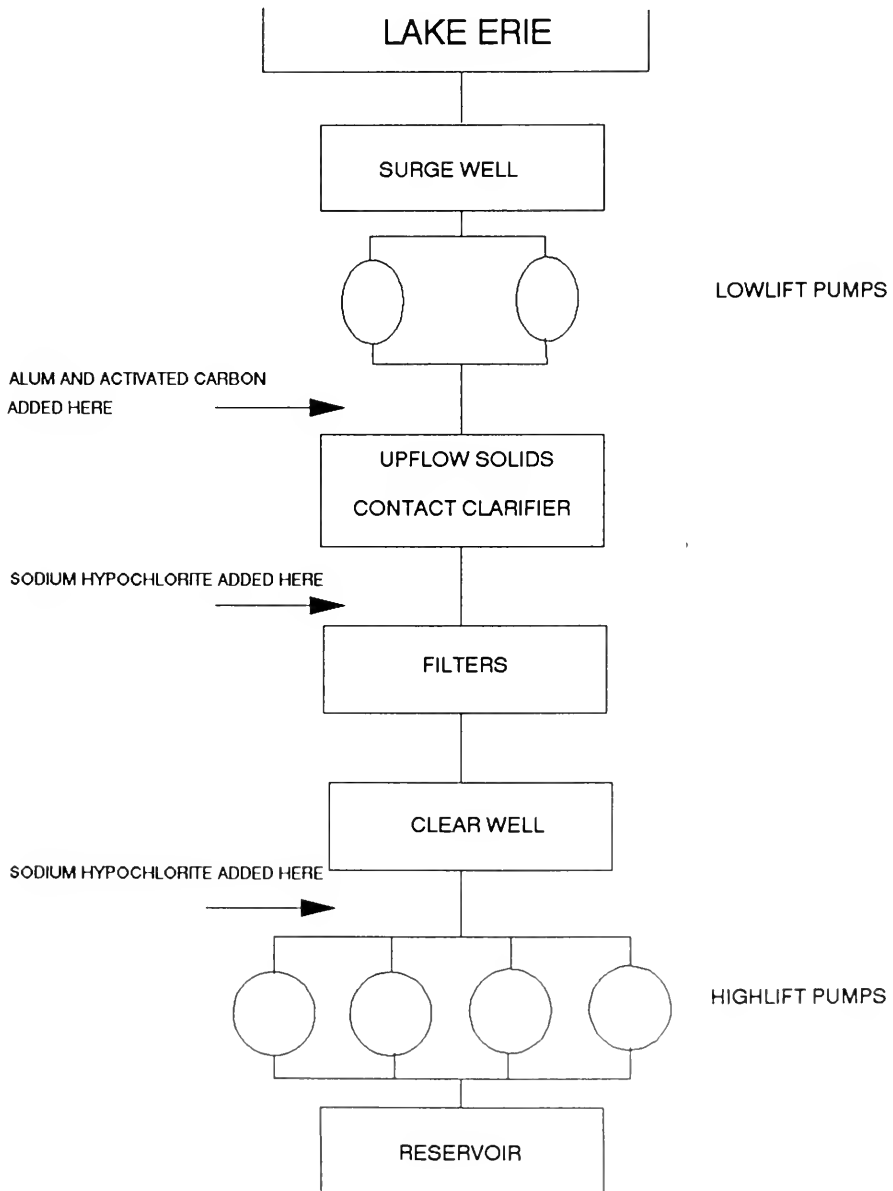 LAKE ERIE
SURGE WELL
LOWLIFT PUMPS
ALUM AND ACTIVATED CARBON
ADDED HERE
UPFLOW SOLIDS
CONTACT CLARIFIER
SODIUM HYPOCHLORITE ADDED HERE
FILTERS
CLEAR WELL
SODIUM HYPOCHLORITE ADDED HERE
HIGHLIFT PUMPS
RESERVOIR